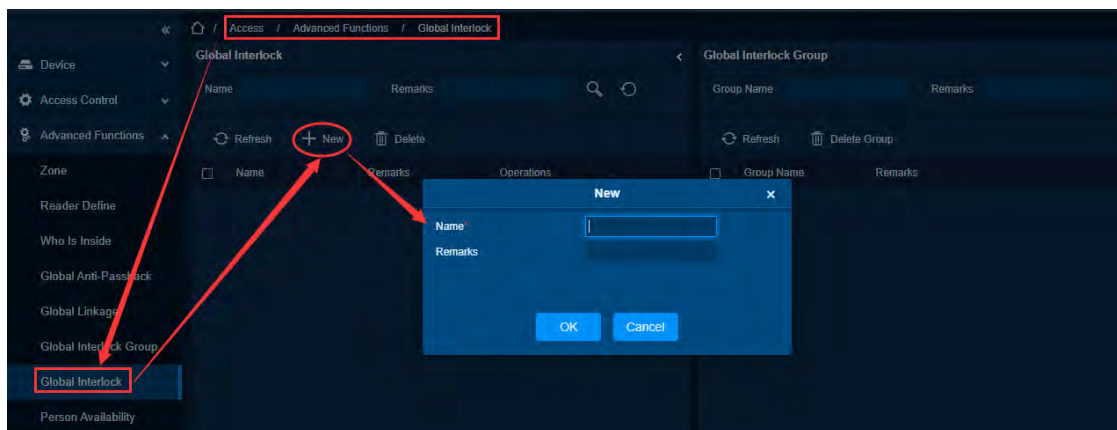 «
/ Access / Advanced Functions / Global Interlock
Device
Access Control
Advanced Functions
Zone
Reader Define
Who Is Inside
Global Anti-Passback
Global Linkage
Global Interlock Group
Global Interlock
Person Availability
Global Interlock
<
Name
Remarks
Refresh
New
Delete
Name
Remarks
Operations
Global Interlock Group
Group Name
Remarks
Refresh
Delete Group
Group Name
Remarks
New
×
Name*
Remarks
OK
Cancel